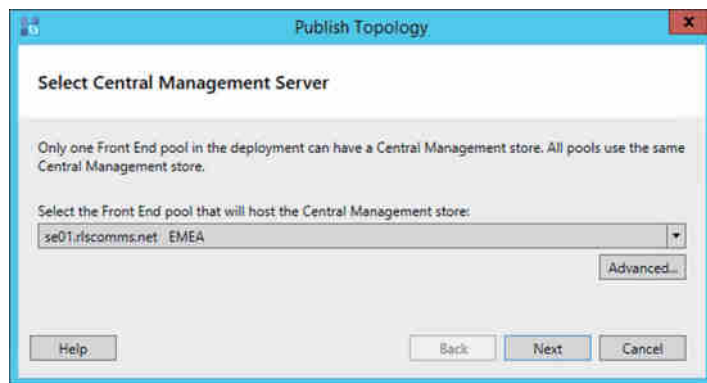 Publish Topology
x
Select Central Management Server
Only one Front End pool in the deployment can have a Central Management store. All pools use the same
Central Management store.
Select the Front End pool that will host the Central Management store:
se01.rlscomms.net EMEA
Advanced...
Help
Back
Next
Cancel